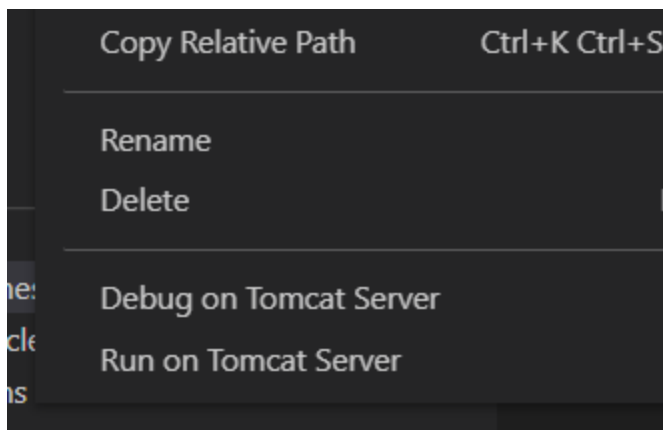 Copy Relative Path Ctrl+K Ctrl+S
Rename
Delete
Debug on Tomcat Server
Run on Tomcat Server